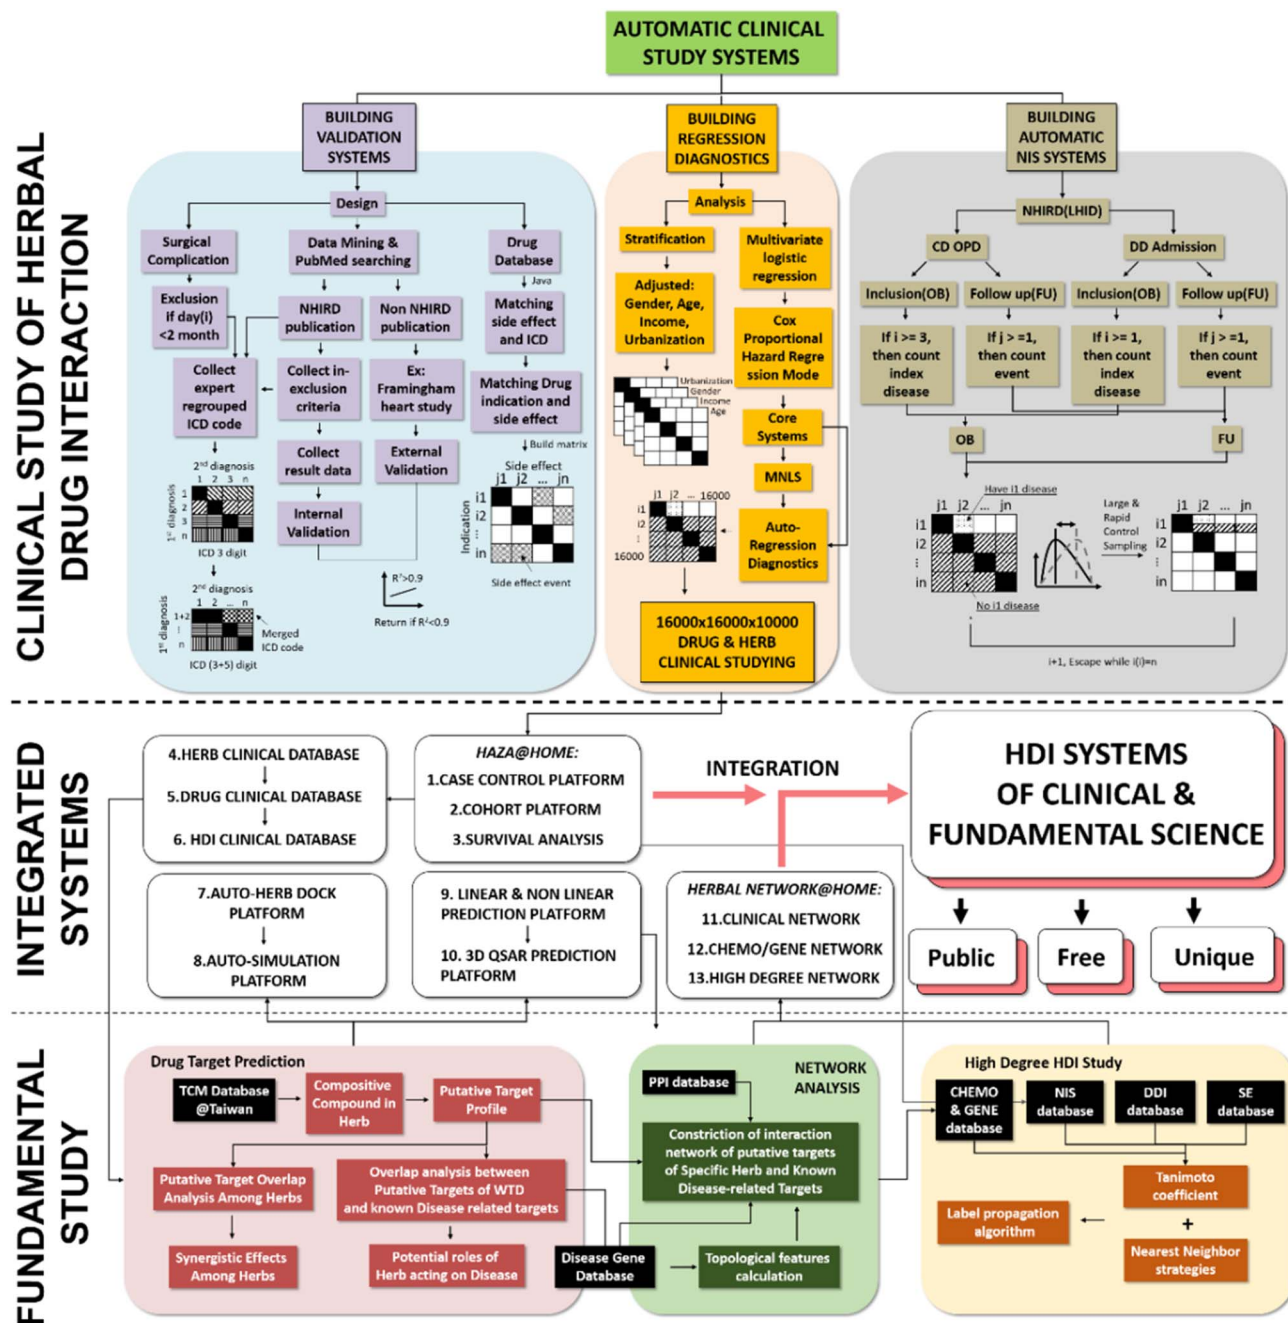 AUTOMATIC CLINICAL
STUDY SYSTEMS
CLINICAL STUDY OF HERBAL
DRUG INTERACTION
BUILDING
VALIDATION
SYSTEMS
Design
Surgical
Complication
Data Mining &
PubMed searching
Drug
Database
Java
Exclusion
if day(i)
<2 month
NHIRD
publication
Non NHIRD
publication
Matching
side effect
and ICD
Collect
expert
regrouped
ICD code
Collect in-
exclusion
criteria
Ex:
Framingham
heart study
Matching Drug
indication and
side effect
Build matrix
Collect
result data
External
Validation
Internal
Validation
2nd diagnosis
1 2 3 n
1st diagnosis
1
2
3
n
ICD 3 digit
2nd diagnosis
1 2 ... n
1st diagnosis
1+2
⋮
n
Merged
ICD code
ICD (3+5) digit
R²>0.9
Return if R²<0.9
Side effect
j1 j2 ... jn
Indication
i1
i2
⋮
in
Side effect event
BUILDING
REGRESSION
DIAGNOSTICS
Analysis
Stratification
Multivariate
logistic
regression
Adjusted:
Gender, Age,
Income,
Urbanization
Cox
Proportional
Hazard Regre
ssion Mode
Urbanization
Gender
Income
Age
Core
Systems
MNLS
Auto-
Regression
Diagnostics
j1 j2 ... 16000
i1
i2
⋮
16000
16000x16000x10000
DRUG & HERB
CLINICAL STUDYING
BUILDING
AUTOMATIC
NIS SYSTEMS
NHIRD(LHID)
CD OPD
DD Admission
Inclusion(OB)
Follow up(FU)
Inclusion(OB)
Follow up(FU)
If i >= 3,
then count
index
disease
If j > =1,
then count
event
If i >= 1,
then count
index
disease
If j > =1,
then count
event
OB
FU
Have i1 disease
j1 j2 ... jn
i1
i2
⋮
in
No i1 disease
Large &
Rapid
Control
Sampling
j1 j2 ... jn
i1
i2
⋮
in
i+1, Escape while i(i)=n
INTEGRATED
SYSTEMS
4.HERB CLINICAL DATABASE
5.DRUG CLINICAL DATABASE
6. HDI CLINICAL DATABASE
HAZA@HOME:
1.CASE CONTROL PLATFORM
2.COHORT PLATFORM
3.SURVIVAL ANALYSIS
INTEGRATION
HDI SYSTEMS
OF CLINICAL &
FUNDAMENTAL SCIENCE
7.AUTO-HERB DOCK
PLATFORM
8.AUTO-SIMULATION
PLATFORM
9. LINEAR & NON LINEAR
PREDICTION PLATFORM
10. 3D QSAR PREDICTION
PLATFORM
HERBAL NETWORK@HOME:
11.CLINICAL NETWORK
12.CHEMO/GENE NETWORK
13.HIGH DEGREE NETWORK
Public
Free
Unique
FUNDAMENTAL
STUDY
Drug Target Prediction
TCM Database
@Taiwan
Compositive
Compound in
Herb
Putative Target
Profile
Putative Target Overlap
Analysis Among Herbs
Overlap analysis between
Putative Targets of WTD
and known Disease related targets
Synergistic Effects
Among Herbs
Potential roles of
Herb acting on Disease
NETWORK
ANALYSIS
PPI database
Constriction of interaction
network of putative targets
of Specific Herb and Known
Disease-related Targets
Disease Gene
Database
Topological features
calculation
High Degree HDI Study
CHEMO
& GENE
database
NIS
database
DDI
database
SE
database
Tanimoto
coefficient
+
Label propagation
algorithm
Nearest Neighbor
strategies